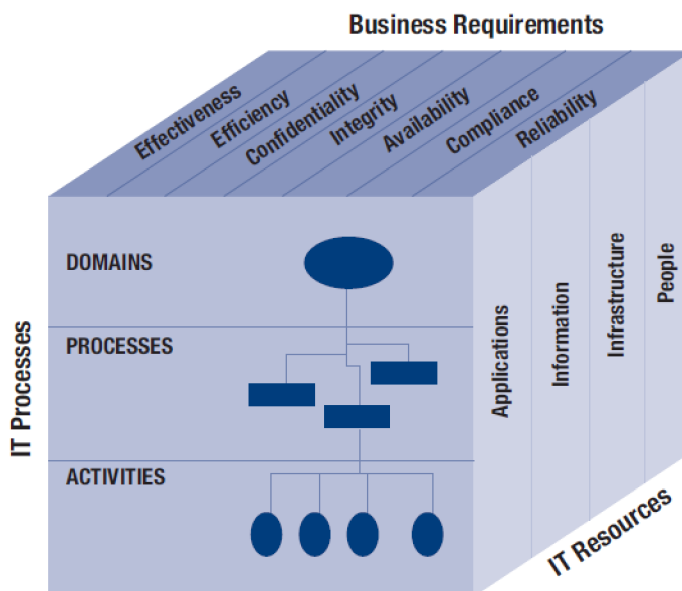 Business Requirements
Effectiveness
Efficiency
Confidentiality
Integrity
Availability
Compliance
Reliability
IT Processes
DOMAINS
PROCESSES
ACTIVITIES
Applications
Information
Infrastructure
People
IT Resources